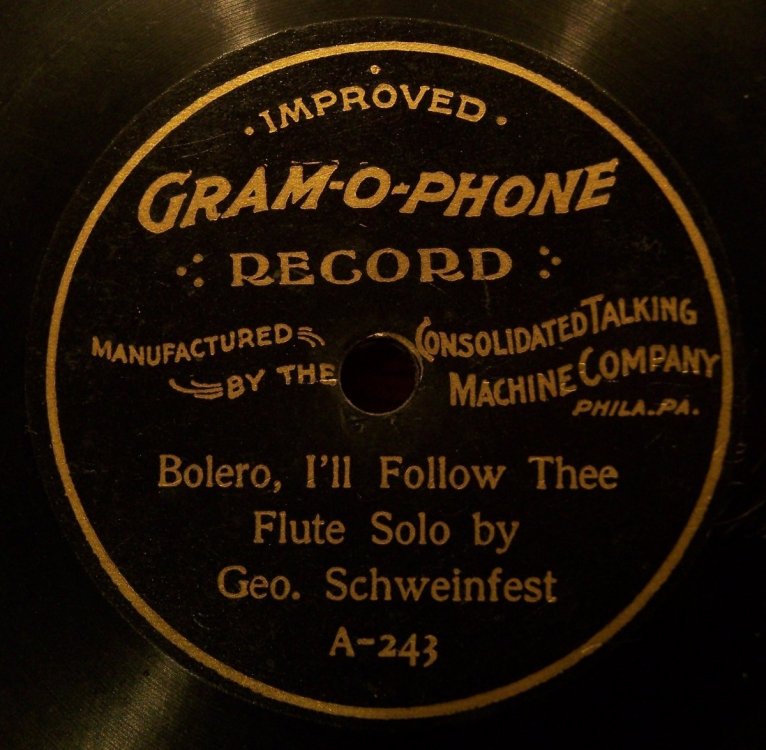 IMPROVED
GRAM-O-PHONE
RECORD
MANUFACTURED
BY THE
CONSOLIDATED TALKING
MACHINE COMPANY
PHILA.PA.
Bolero, I'll Follow Thee
Flute Solo by
Geo. Schweinfest
A-243